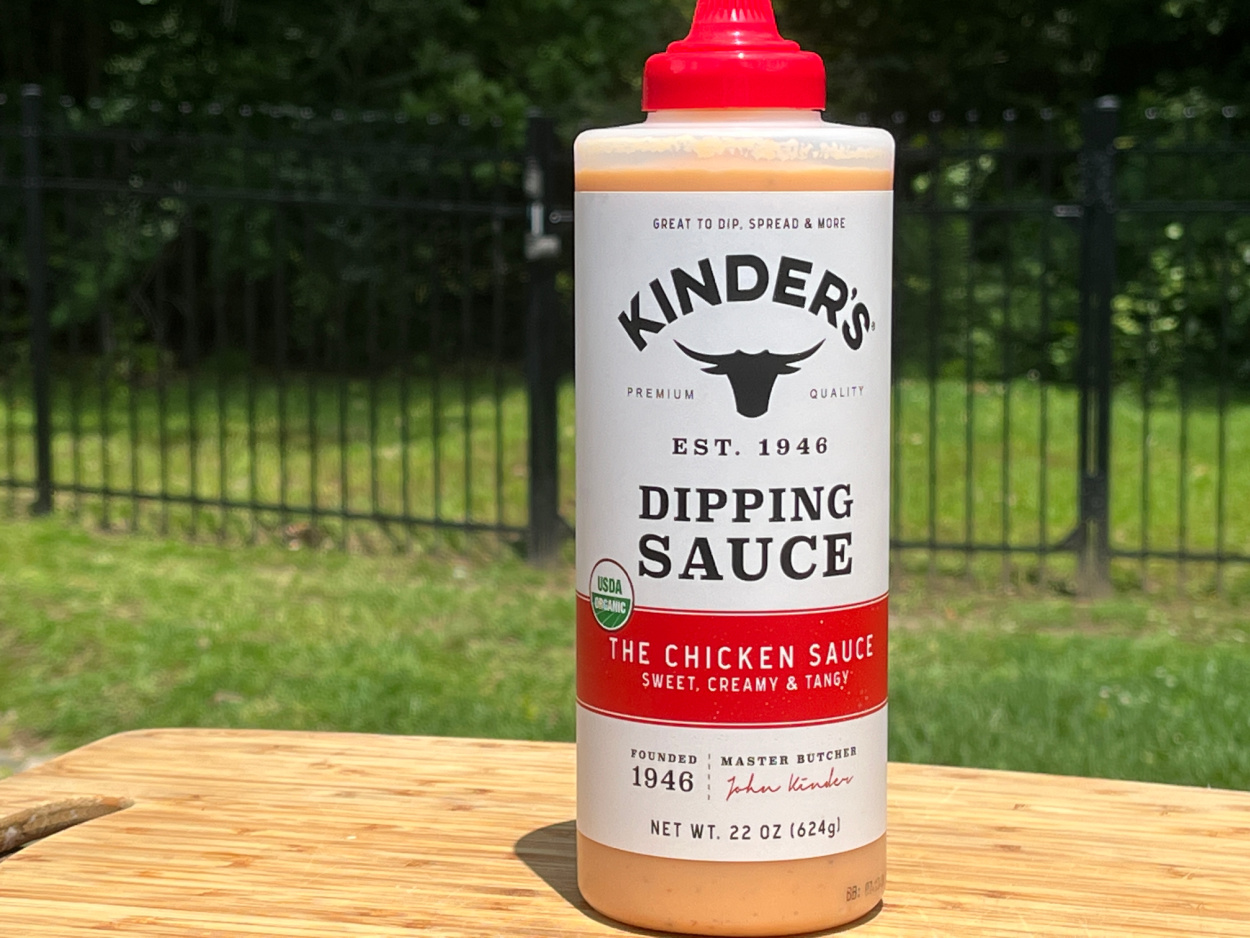 GREAT TO DIP, SPREAD & MORE
KINDER'S®
PREMIUM QUALITY
EST. 1946
DIPPING
SAUCE
USDA
ORGANIC
THE CHICKEN SAUCE
SWEET, CREAMY & TANGY
FOUNDED
1946
MASTER BUTCHER
John Kinder
NET WT. 22 OZ (624g)
BB: